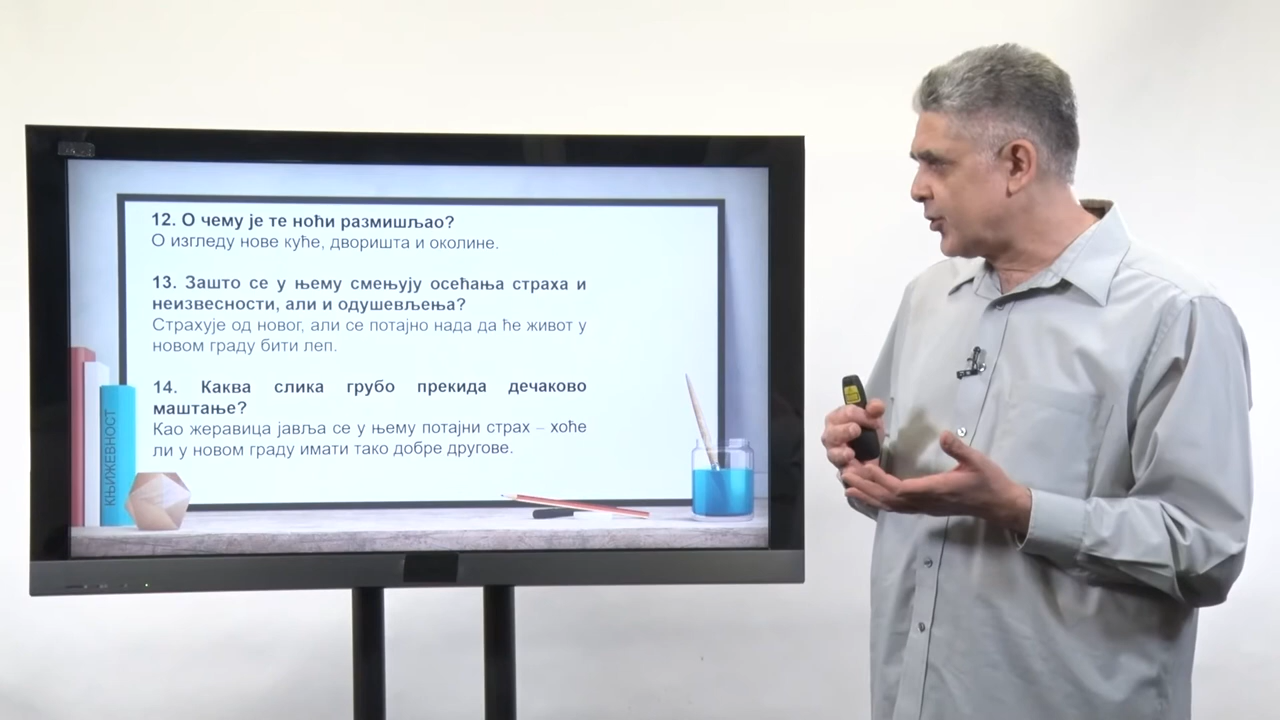 12. О чему је те ноћи размишљао?
О изгледу нове куће, дворишта и околине.
13. Зашто се у њему смењују осећања страха и
неизвесности, али и одушевљења?
Страхује од новог, али се потајно нада да ће живот у
новом граду бити леп.
14. Каква слика грубо прекида дечаково
маштање?
Као жеравица јавља се у њему потајни страх – хоће
ли у новом граду имати тако добре другове.
КЊИЖЕВНОСТ